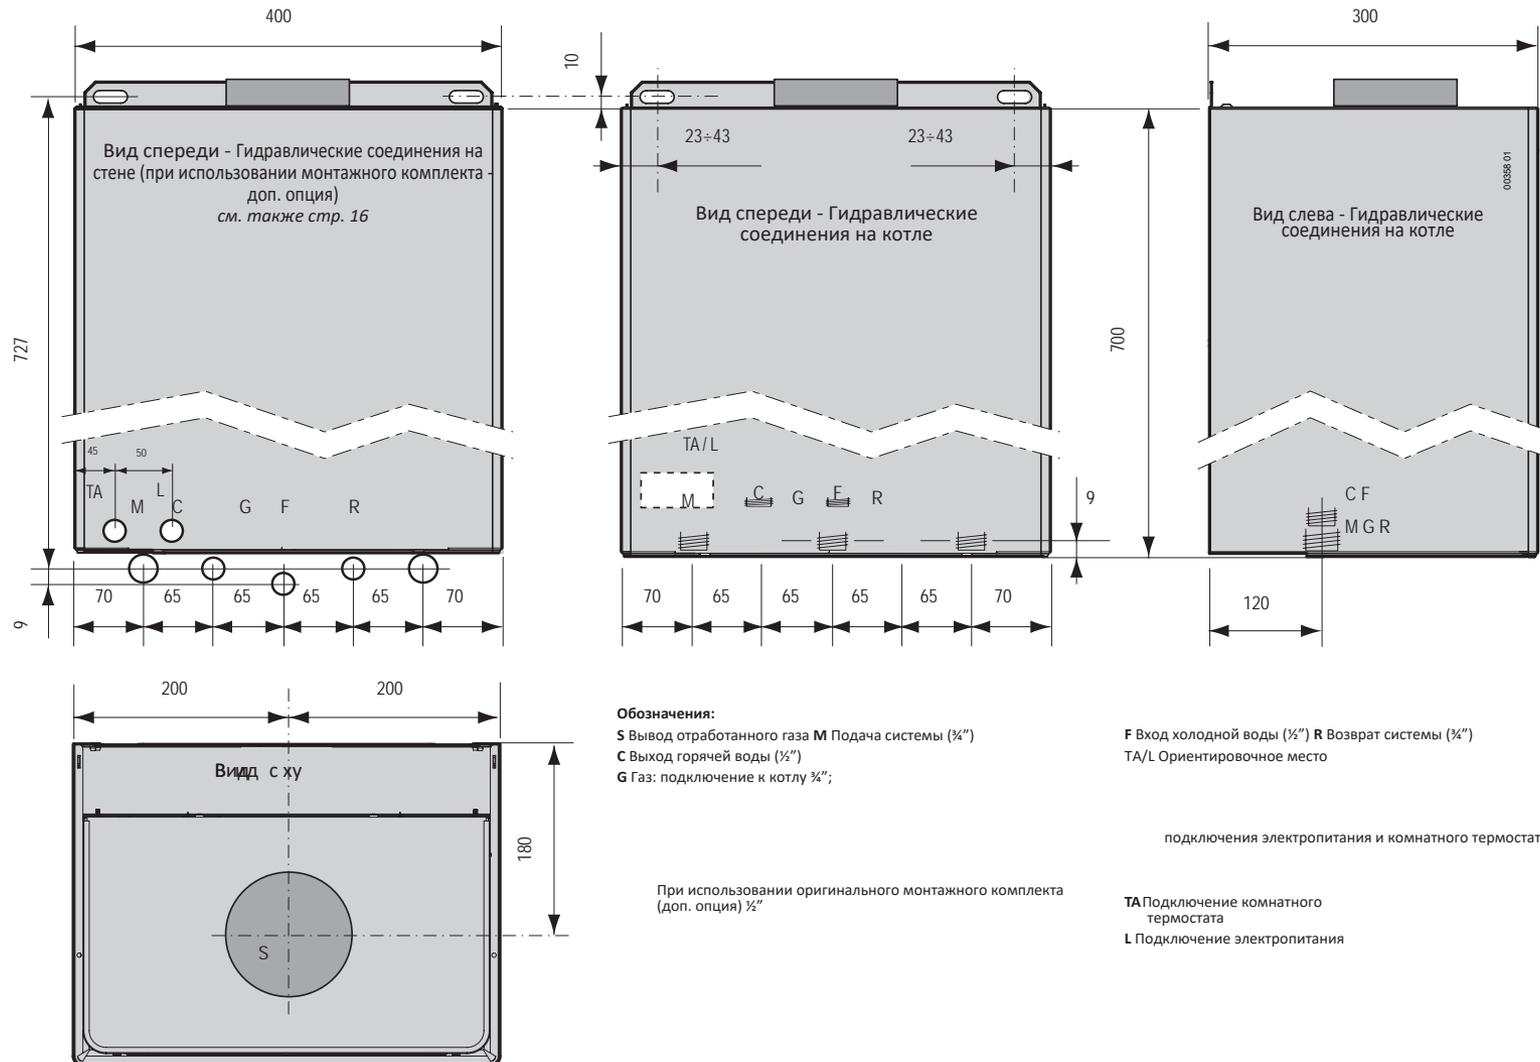 400
10
300
23÷43
23÷43
Вид спереди - Гидравлические соединения на
стене (при использовании монтажного комплекта -
доп. опция)
см. также стр. 16
Вид спереди - Гидравлические
соединения на котле
Вид слева - Гидравлические
соединения на котле
00358 01
727
700
45
50
TA
L
M
C
G
F
R
TA / L
M
C
G
F
R
9
C F
M G R
9
70
65
65
65
65
70
70
65
65
65
65
70
120
200
200
180
S
Обозначения:
S Вывод отработанного газа M Подача системы (¾”)
C Выход горячей воды (½”)
G Газ: подключение к котлу ¾”;
При использовании оригинального монтажного комплекта
(доп. опция) ½”
F Вход холодной воды (½”) R Возврат системы (¾”)
TA/L Ориентировочное место
подключения электропитания и комнатного термостат
TA Подключение комнатного
термостата
L Подключение электропитания